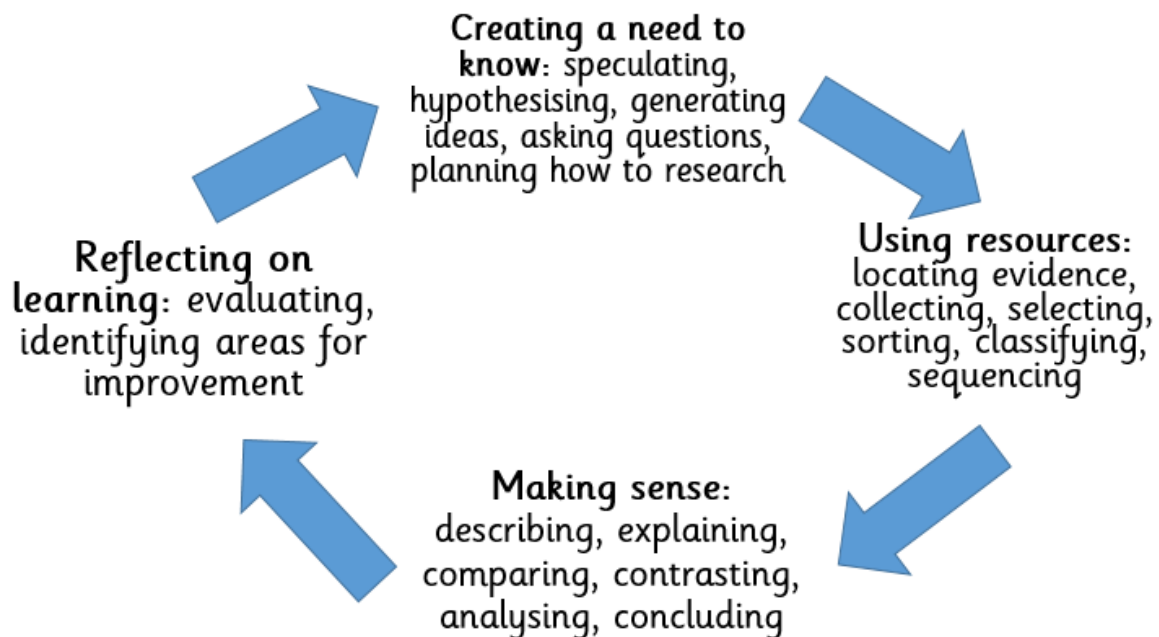 Creating a need to
know: speculating,
hypothesising, generating
ideas, asking questions,
planning how to research
Using resources:
locating evidence,
collecting, selecting,
sorting, classifying,
sequencing
Making sense:
describing, explaining,
comparing, contrasting,
analysing, concluding
Reflecting on
learning: evaluating,
identifying areas for
improvement